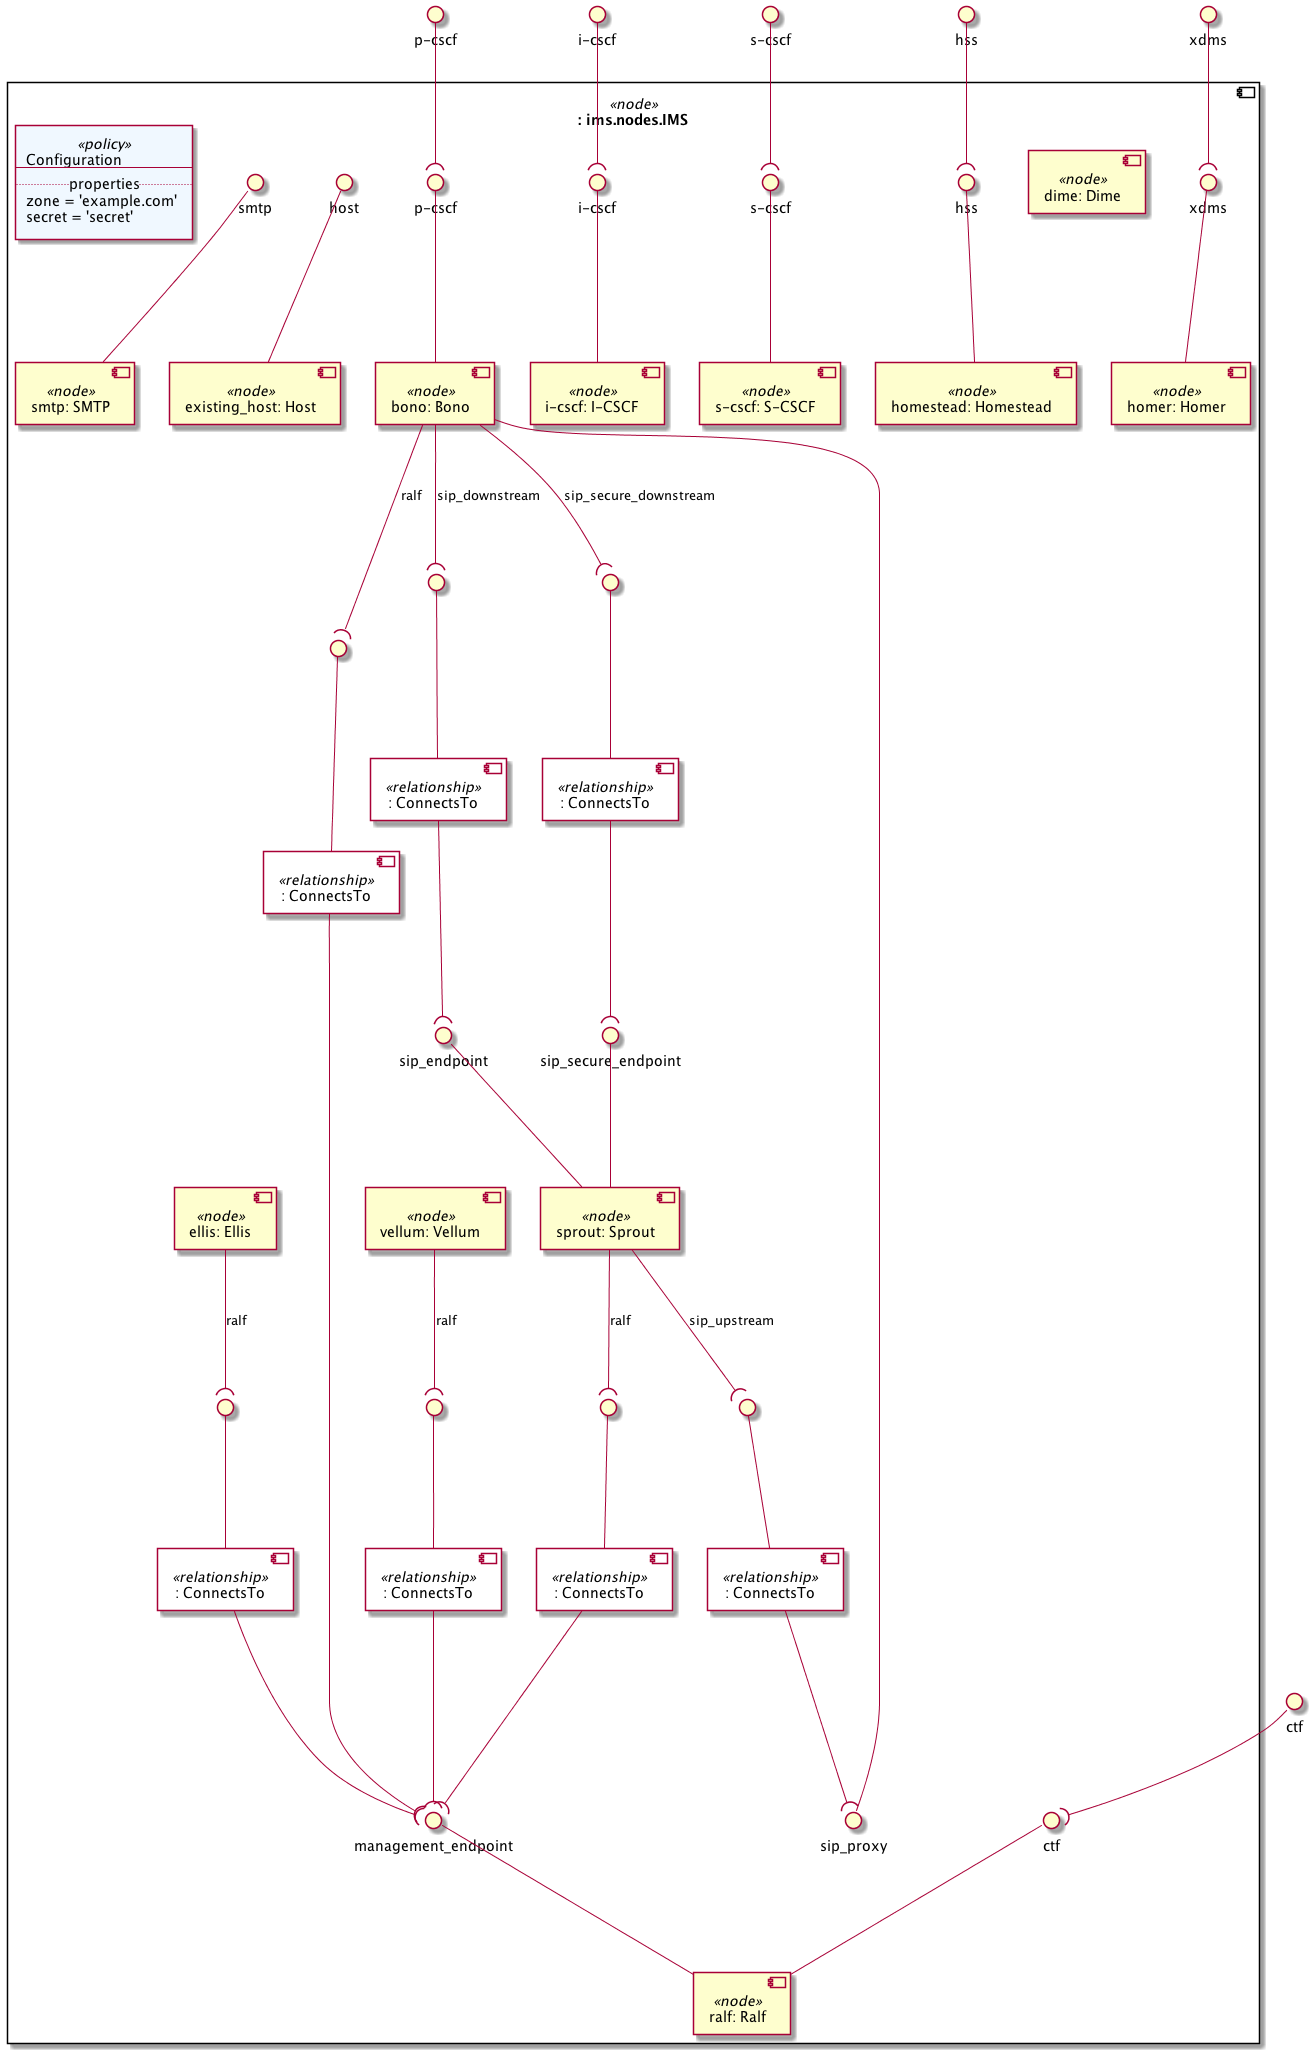 p-cscf
i-cscf
s-cscf
hss
xdms
«node»
: ims.nodes.IMS
«policy»
Configuration
properties
zone = 'example.com'
secret = 'secret'
smtp
host
p-cscf
i-cscf
s-cscf
hss
«node»
dime: Dime
xdms
«node»
smtp: SMTP
«node»
existing_host: Host
«node»
bono: Bono
«node»
i-cscf: I-CSCF
«node»
s-cscf: S-CSCF
«node»
homestead: Homestead
«node»
homer: Homer
ralf
sip_downstream
sip_secure_downstream
«relationship»
: ConnectsTo
«relationship»
: ConnectsTo
«relationship»
: ConnectsTo
sip_endpoint
sip_secure_endpoint
«node»
ellis: Ellis
«node»
vellum: Vellum
«node»
sprout: Sprout
ralf
ralf
ralf
sip_upstream
«relationship»
: ConnectsTo
«relationship»
: ConnectsTo
«relationship»
: ConnectsTo
«relationship»
: ConnectsTo
ctf
management_endpoint
sip_proxy
ctf
«node»
ralf: Ralf